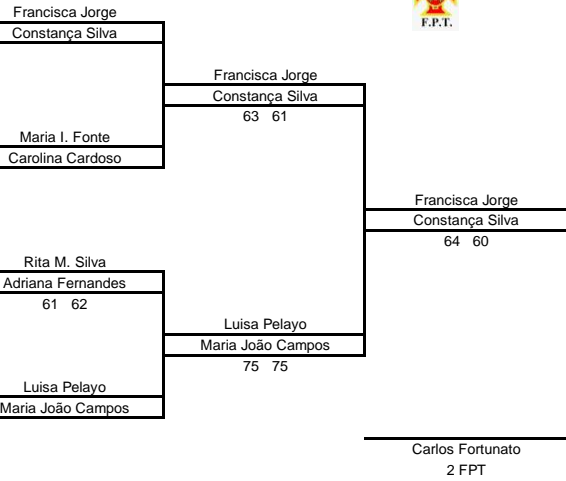 Francisca Jorge
Constança Silva
F.P.T.
Francisca Jorge
Constança Silva
63 61
Maria I. Fonte
Carolina Cardoso
Francisca Jorge
Constança Silva
64 60
Rita M. Silva
Adriana Fernandes
61 62
Luisa Pelayo
Maria João Campos
75 75
Luisa Pelayo
Maria João Campos
Carlos Fortunato
2 FPT